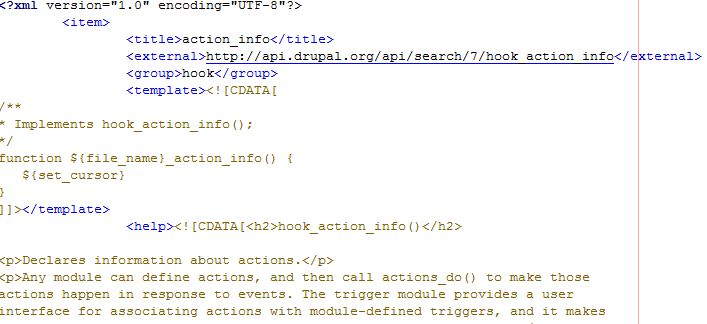 <?xml version="1.0" encoding="UTF-8"?>
<item>
<title>action_info</title>
<external>http://api.drupal.org/api/search/7/hook_action_info</external>
<group>hook</group>
<template><![CDATA[
/**
* Implements hook_action_info();
*/
function ${file_name}_action_info() {
${set_cursor}
}
]]></template>
<help><![CDATA[<h2>hook_action_info()</h2>
<p>Declares information about actions.</p>
<p>Any module can define actions, and then call actions_do() to make those
actions happen in response to events. The trigger module provides a user
interface for associating actions with module-defined triggers, and it makes